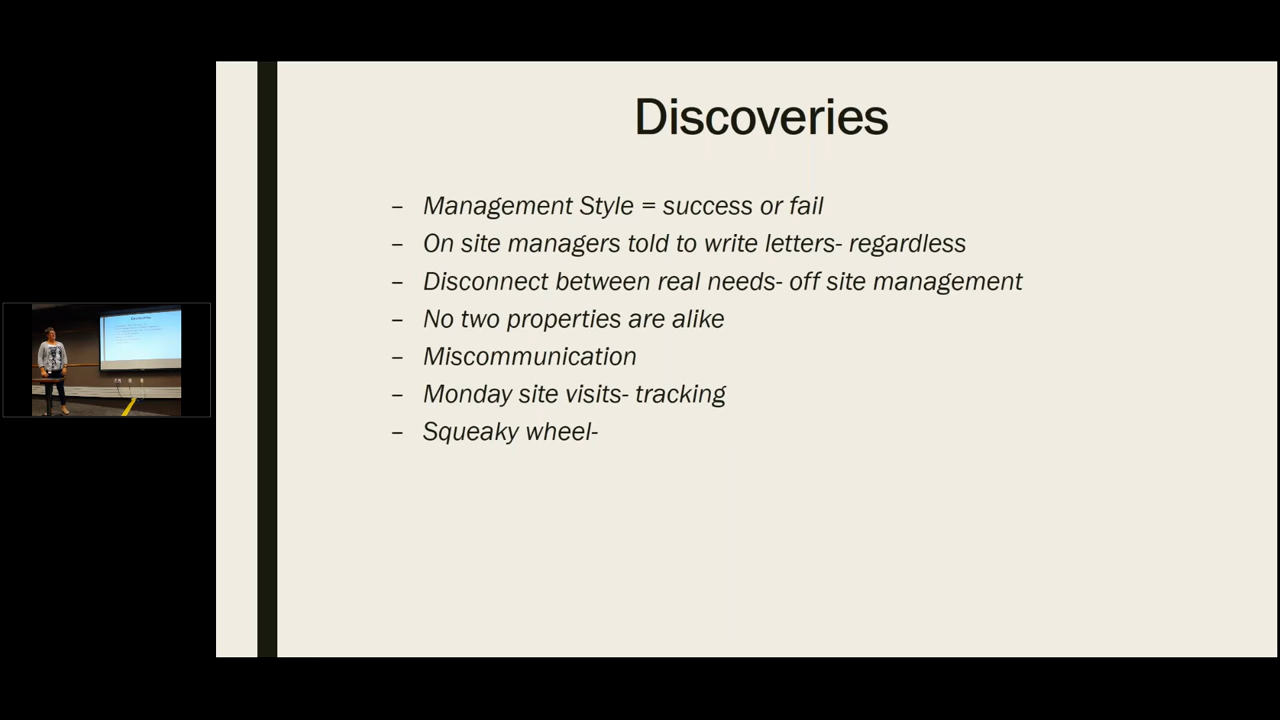 Discoveries
– Management Style = success or fail
– On site managers told to write letters- regardless
– Disconnect between real needs- off site management
– No two properties are alike
– Miscommunication
– Monday site visits- tracking
– Squeaky wheel-